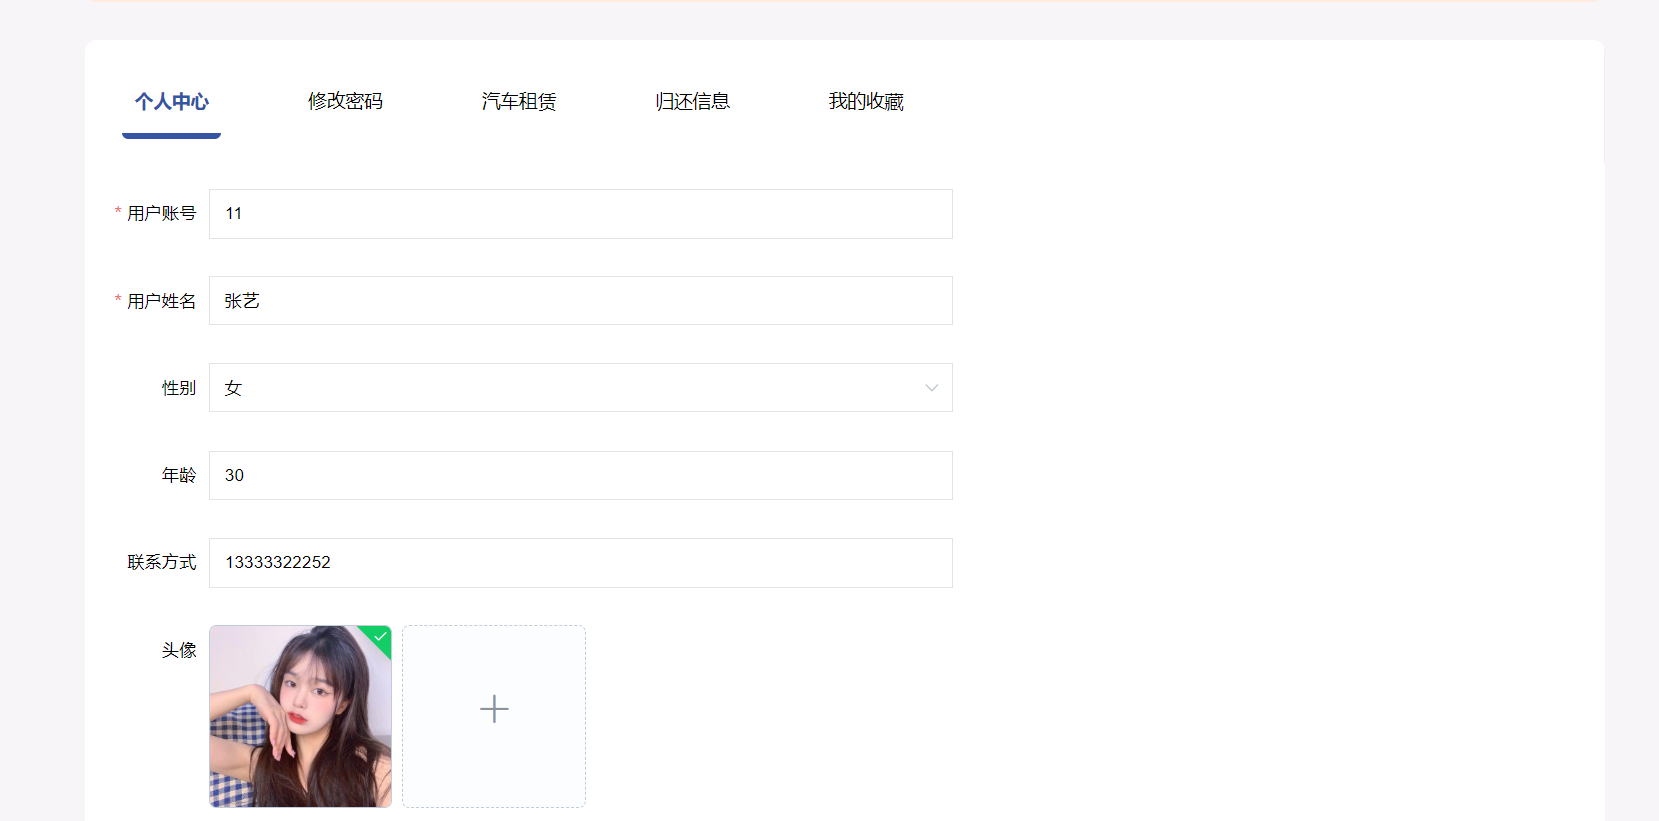 个人中心 修改密码 汽车租赁 归还信息 我的收藏
* 用户账号 11
* 用户姓名 张艺
性别 女
年龄 30
联系方式 13333322252
头像